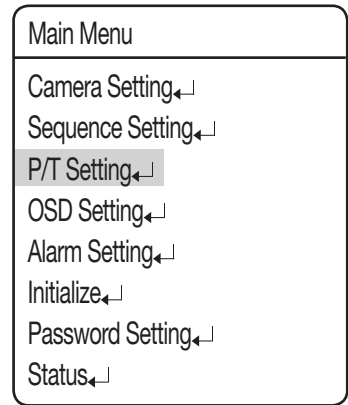 Main Menu
Camera Setting↵
Sequence Setting↵
P/T Setting↵
OSD Setting↵
Alarm Setting↵
Initialize↵
Password Setting↵
Status↵